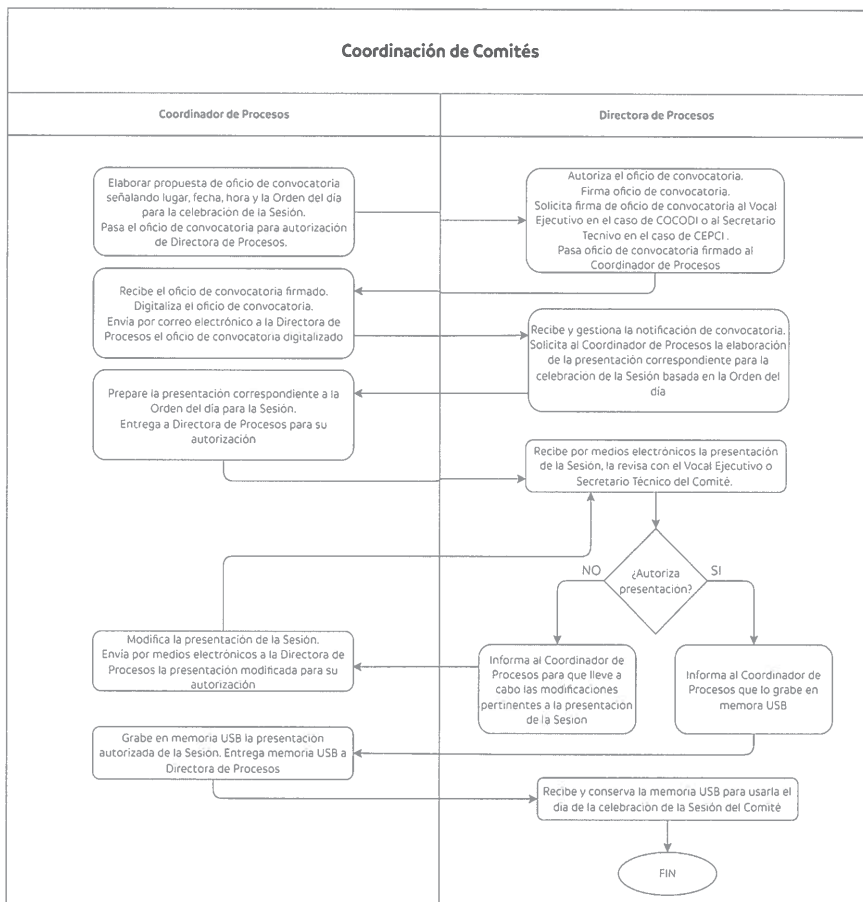 Coordinación de Comités
Coordinador de Procesos
Directora de Procesos
Elaborar propuesta de oficio de convocatoria
señalando lugar, fecha, hora y la Orden del día
para la celebración de la Sesión.
Pasa el oficio de convocatoria para autorización
de Directora de Procesos.
Autoriza el oficio de convocatoria.
Firma oficio de convocatoria.
Solicita firma de oficio de convocatoria al Vocal
Ejecutivo en el caso de COCODI o al Secretario
Tecnivo en el caso de CEPCI .
Pasa oficio de convocatoria firmado al
Coordinador de Procesos
Recibe el oficio de convocatoria firmado.
Digitaliza el oficio de convocatoria.
Envía por correo electrónico a la Directora de
Procesos el oficio de convocatoria digitalizado
Recibe y gestiona la notificación de convocatoria.
Solicita al Coordinador de Procesos la elaboración
de la presentación correspondiente para la
celebración de la Sesión basada en la Orden del
día
Prepare la presentación correspondiente a la
Orden del día para la Sesión.
Entrega a Directora de Procesos para su
autorización
Recibe por medios electrónicos la presentación
de la Sesión, la revisa con el Vocal Ejecutivo o
Secretario Técnico del Comité.
¿Autoriza
presentacion?
NO
SI
Modifica la presentación de la Sesión.
Envía por medios electrónicos a la Directora de
Procesos la presentación modificada para su
autorización
Informa al Coordinador de
Procesos para que lleve a
cabo las modificaciones
pertinentes a la presentación
de la Sesion
Informa al Coordinador de
Procesos que lo grabe en
memora USB
Grabe en memoria USB la presentación
autorizada de la Sesión. Entrega memoria USB a
Directora de Procesos
Recibe y conserva la memoria USB para usarla el
día de la celebración de la Sesión del Comité
FIN